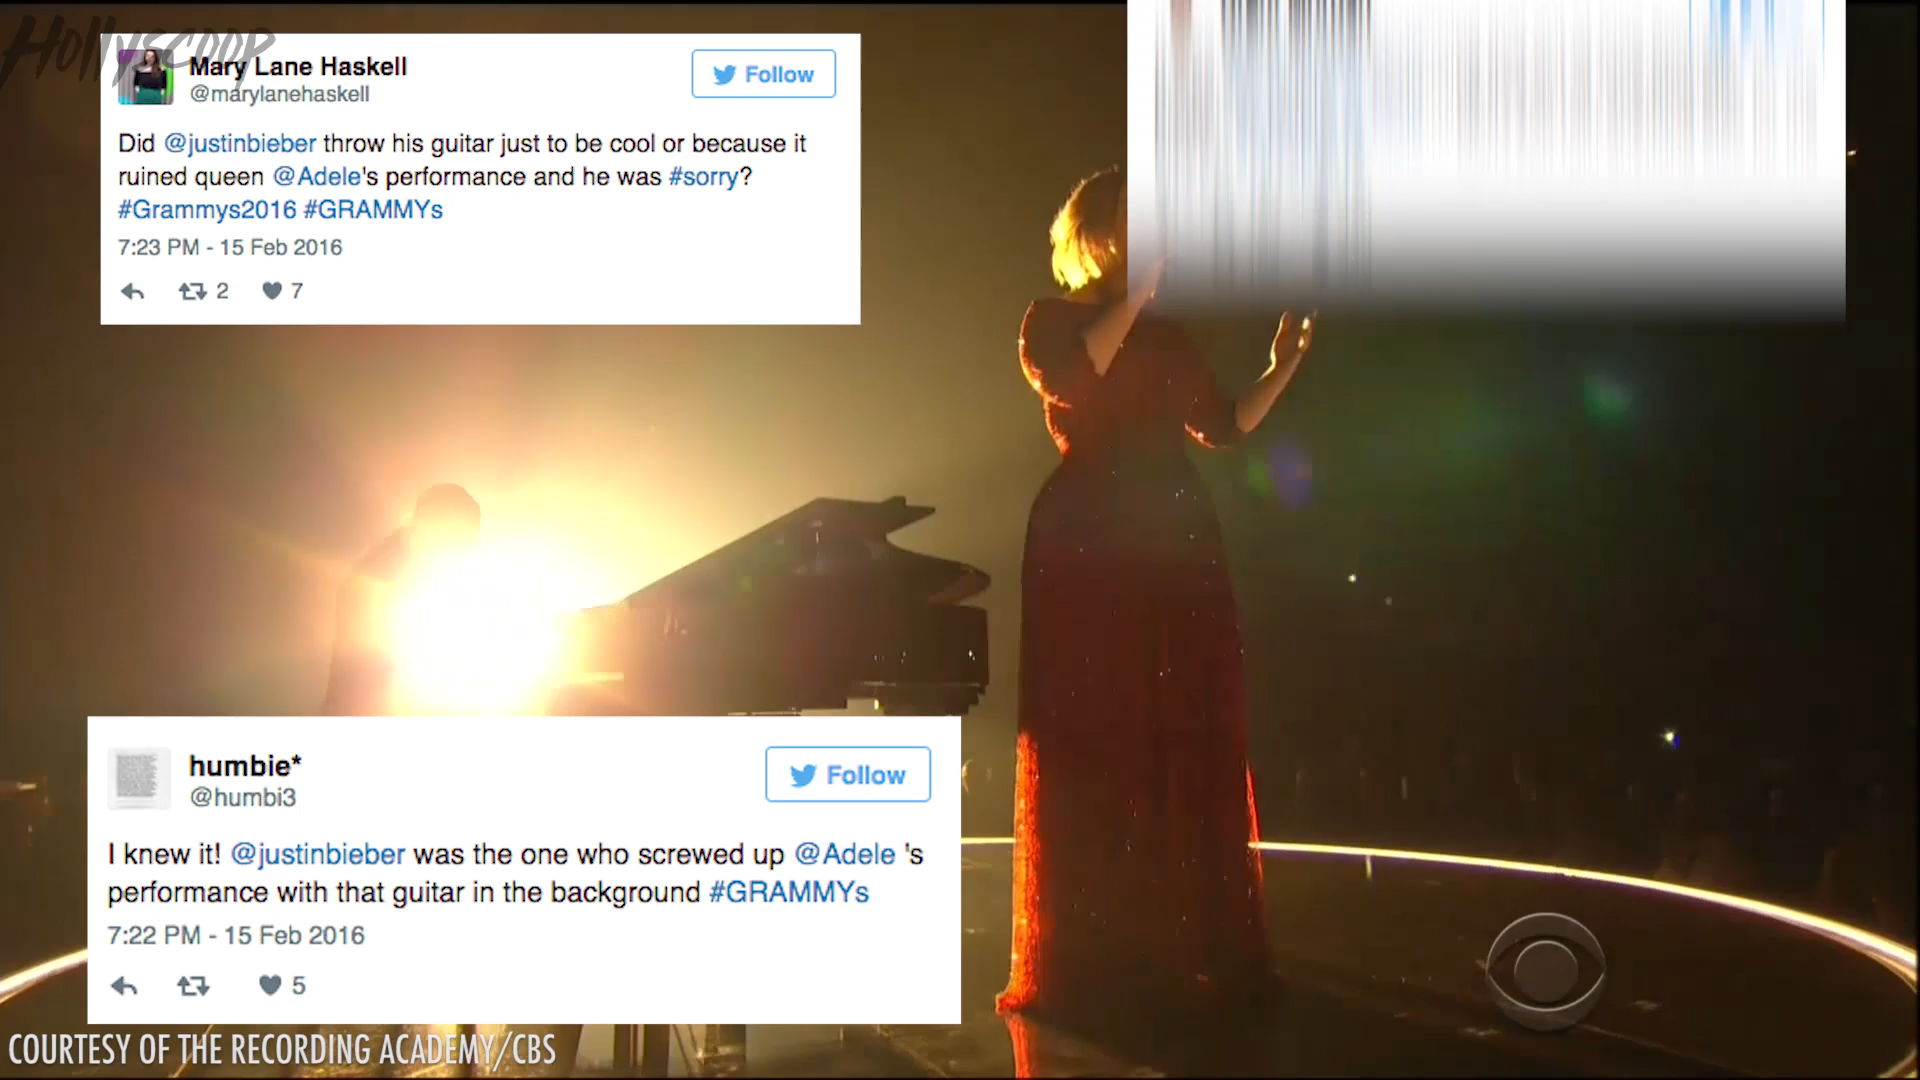 Hollyscoop
Mary Lane Haskell
@marylanehaskell
Follow
Did @justinbieber throw his guitar just to be cool or because it
ruined queen @Adele's performance and he was #sorry?
#Grammys2016 #GRAMMYs
7:23 PM - 15 Feb 2016
2 7
humbie*
@humbi3
Follow
I knew it! @justinbieber was the one who screwed up @Adele 's
performance with that guitar in the background #GRAMMYs
7:22 PM - 15 Feb 2016
5
COURTESY OF THE RECORDING ACADEMY/CBS